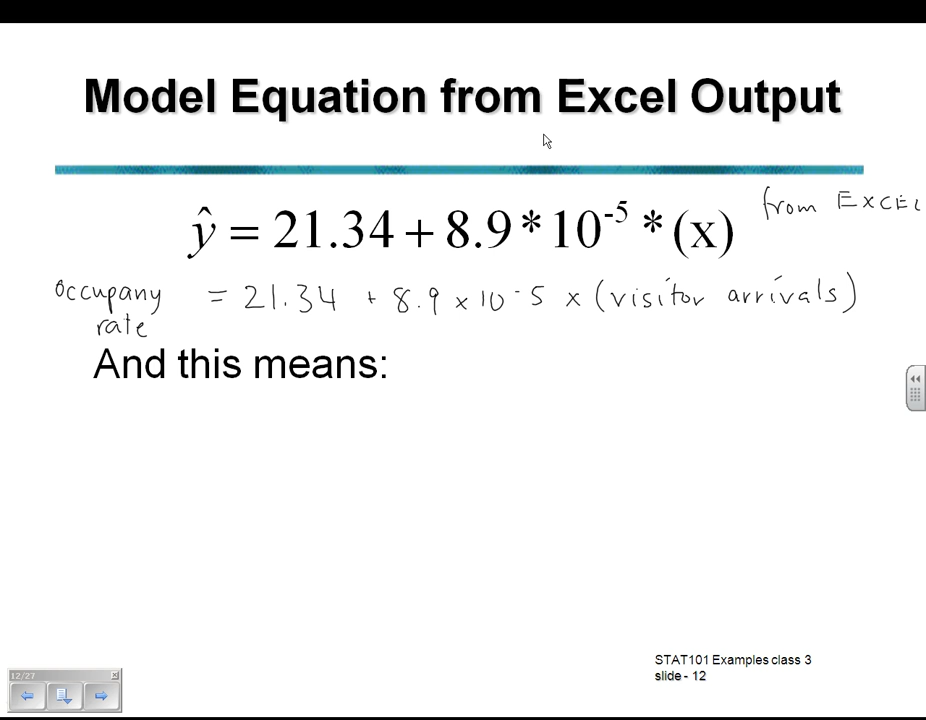 Model Equation from Excel Output
ŷ = 21.34 + 8.9 * 10⁻⁵ * (x) from EXCEL
occupany = 21.34 + 8.9 x 10⁻⁵ x (visitor arrivals)
rate
And this means:
STAT101 Examples class 3
slide - 12
12/27